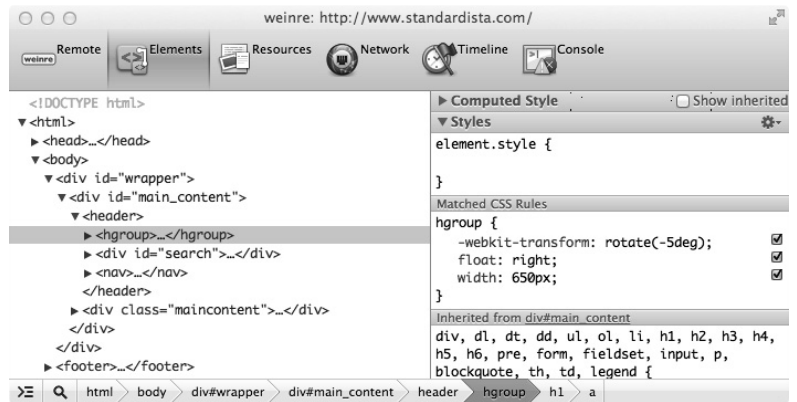 weinre: http://www.standardista.com/
weinre Remote Elements Resources Network Timeline Console
<!DOCTYPE html>
▼<html>
▶<head>…</head>
▼<body>
▼<div id="wrapper">
▼<div id="main_content">
▼<header>
▶<hgroup>…</hgroup>
▶<div id="search">…</div>
▶<nav>…</nav>
</header>
▶<div class="maincontent">…</div>
</div>
</div>
▶<footer>…</footer>
▶ Computed Style Show inherited
▼ Styles
element.style {
}
Matched CSS Rules
hgroup {
-webkit-transform: rotate(-5deg);
float: right;
width: 650px;
}
Inherited from div#main_content
div, dl, dt, dd, ul, ol, li, h1, h2, h3, h4,
h5, h6, pre, form, fieldset, input, p,
blockquote, th, td, legend {
html body div#wrapper div#main_content header hgroup h1 a